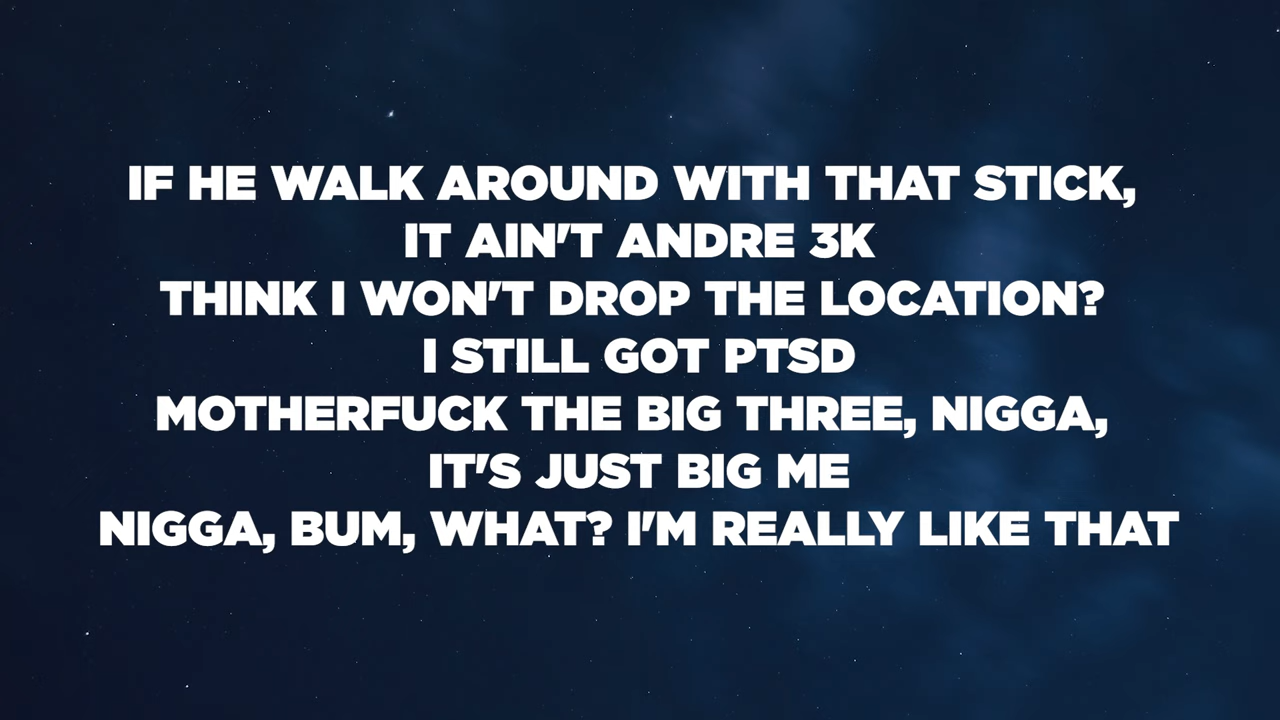 IF HE WALK AROUND WITH THAT STICK,
IT AIN'T ANDRE 3K
THINK I WON'T DROP THE LOCATION?
I STILL GOT PTSD
MOTHERFUCK THE BIG THREE, NIGGA,
IT'S JUST BIG ME
NIGGA, BUM, WHAT? I'M REALLY LIKE THAT